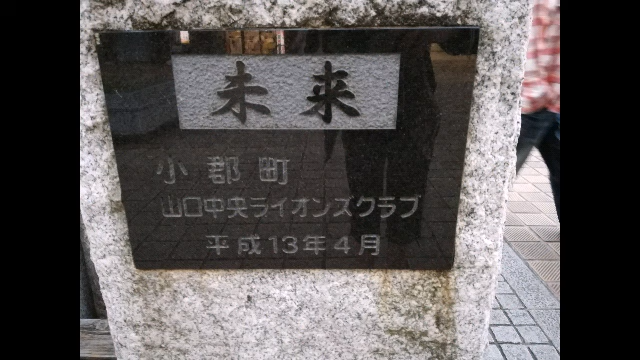 未来
小郡町
山口中央ライオンズクラブ
平成13年4月